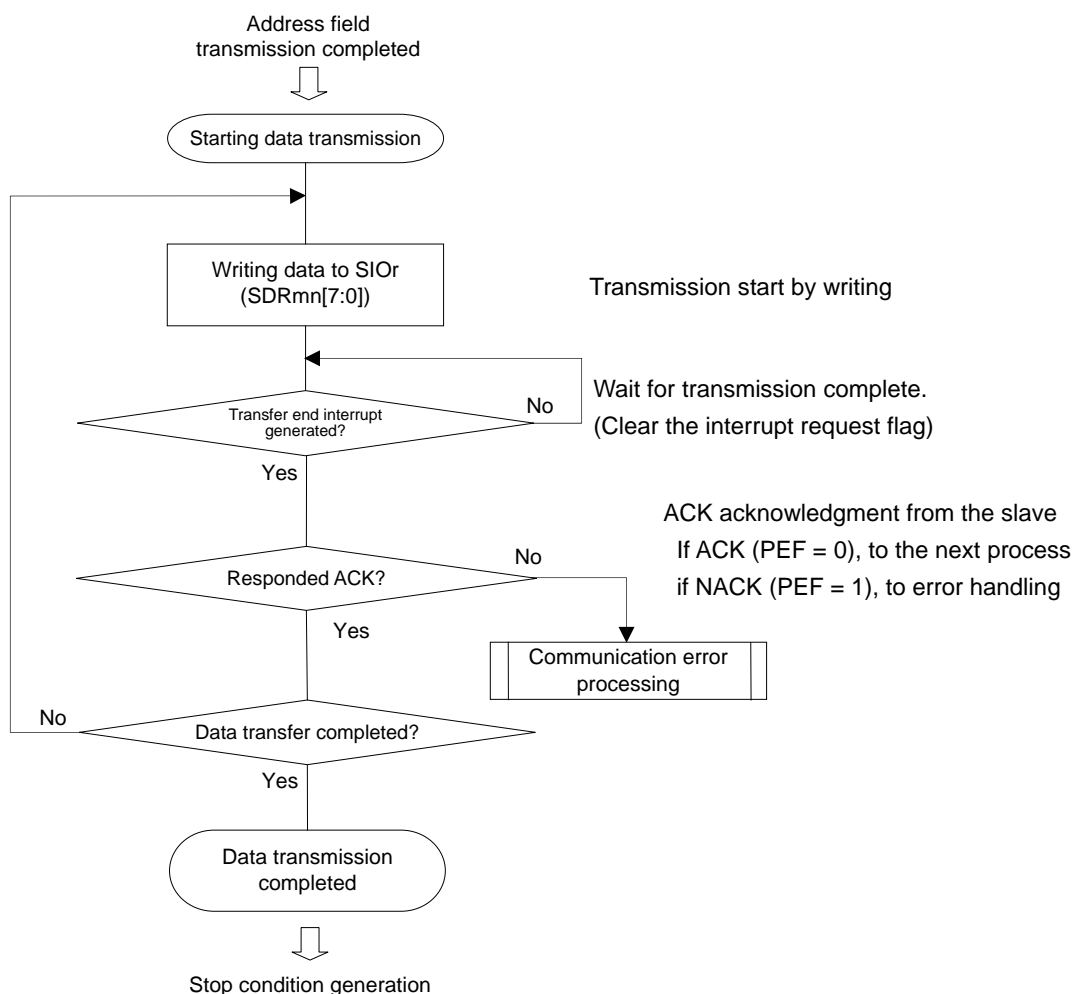 Address field
transmission completed
Starting data transmission
Writing data to SIOr
(SDRmn[7:0])
Transmission start by writing
Transfer end interrupt
generated?
No
Wait for transmission complete.
(Clear the interrupt request flag)
Yes
ACK acknowledgment from the slave
If ACK (PEF = 0), to the next process
if NACK (PEF = 1), to error handling
Responded ACK?
No
Yes
Communication error
processing
No
Data transfer completed?
Yes
Data transmission
completed
Stop condition generation